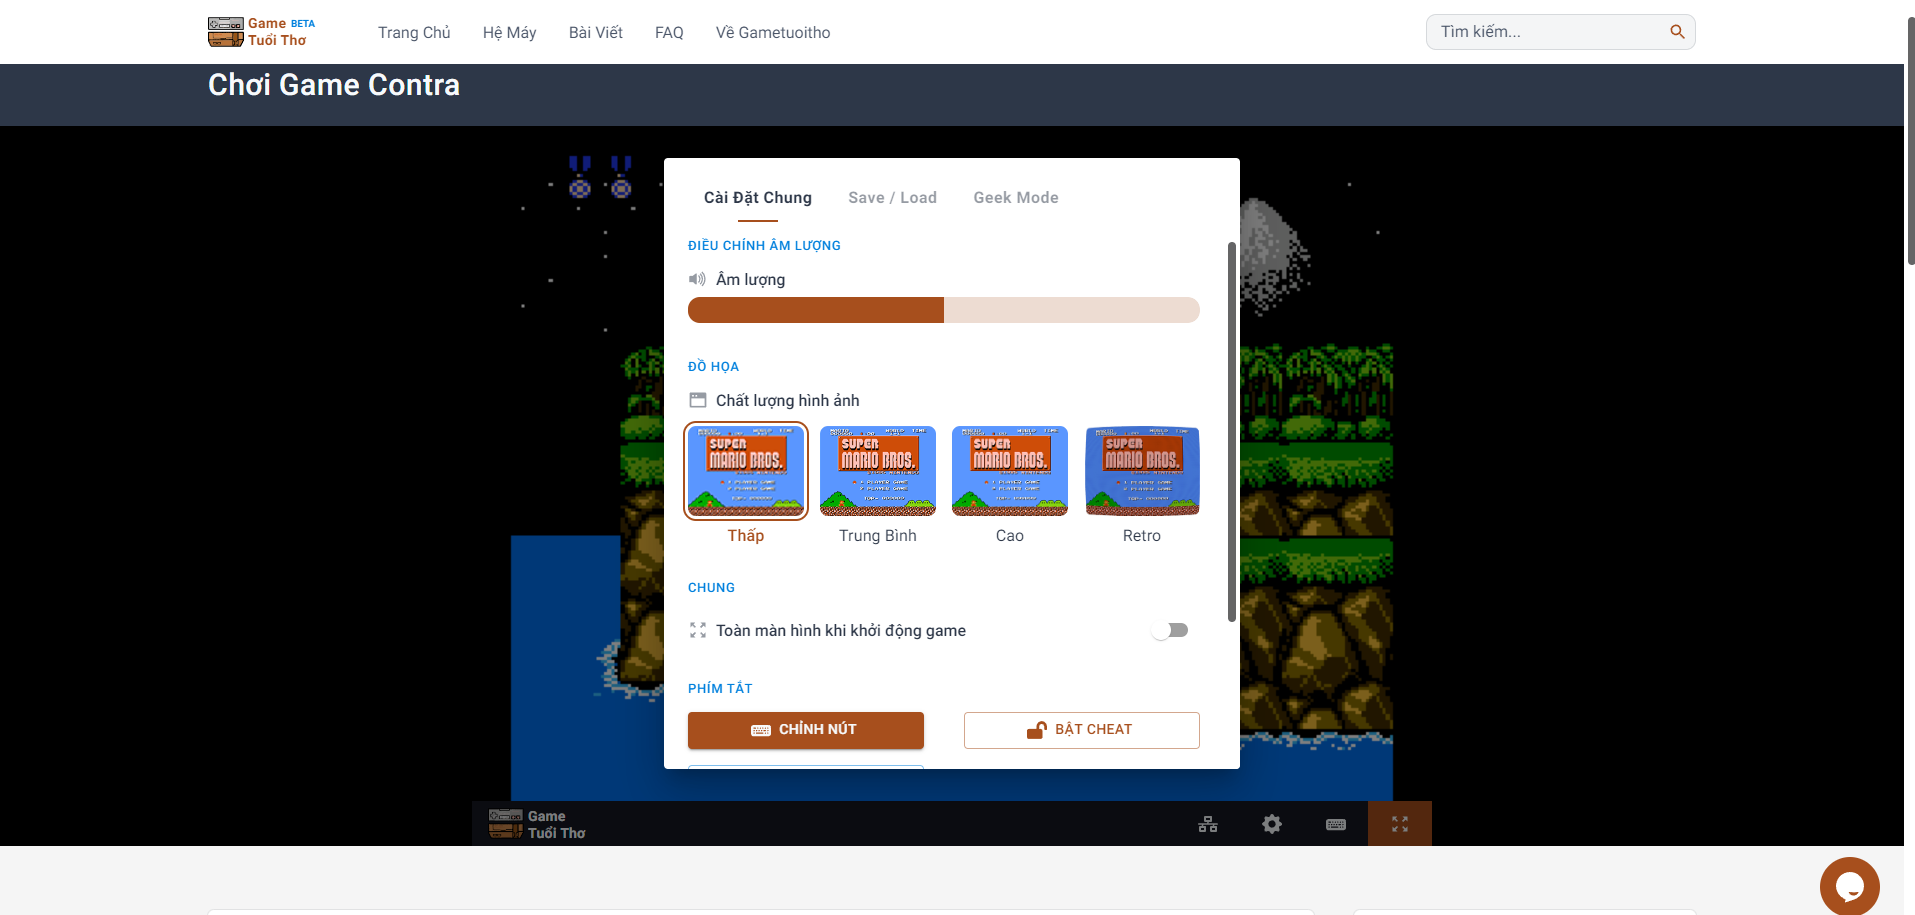 Game BETA
Tuổi Thơ
Trang Chủ
Hệ Máy
Bài Viết
FAQ
Về Gametuoitho
Tìm kiếm...
Chơi Game Contra
Cài Đặt Chung
Save / Load
Geek Mode
ĐIỀU CHỈNH ÂM LƯỢNG
Âm lượng
ĐỒ HỌA
Chất lượng hình ảnh
SUPER
MARIO BROS.
SUPER
MARIO BROS.
SUPER
MARIO BROS.
SUPER
MARIO BROS.
Thấp
Trung Bình
Cao
Retro
CHUNG
Toàn màn hình khi khởi động game
PHÍM TẮT
CHỈNH NÚT
BẬT CHEAT
Game
Tuổi Thơ